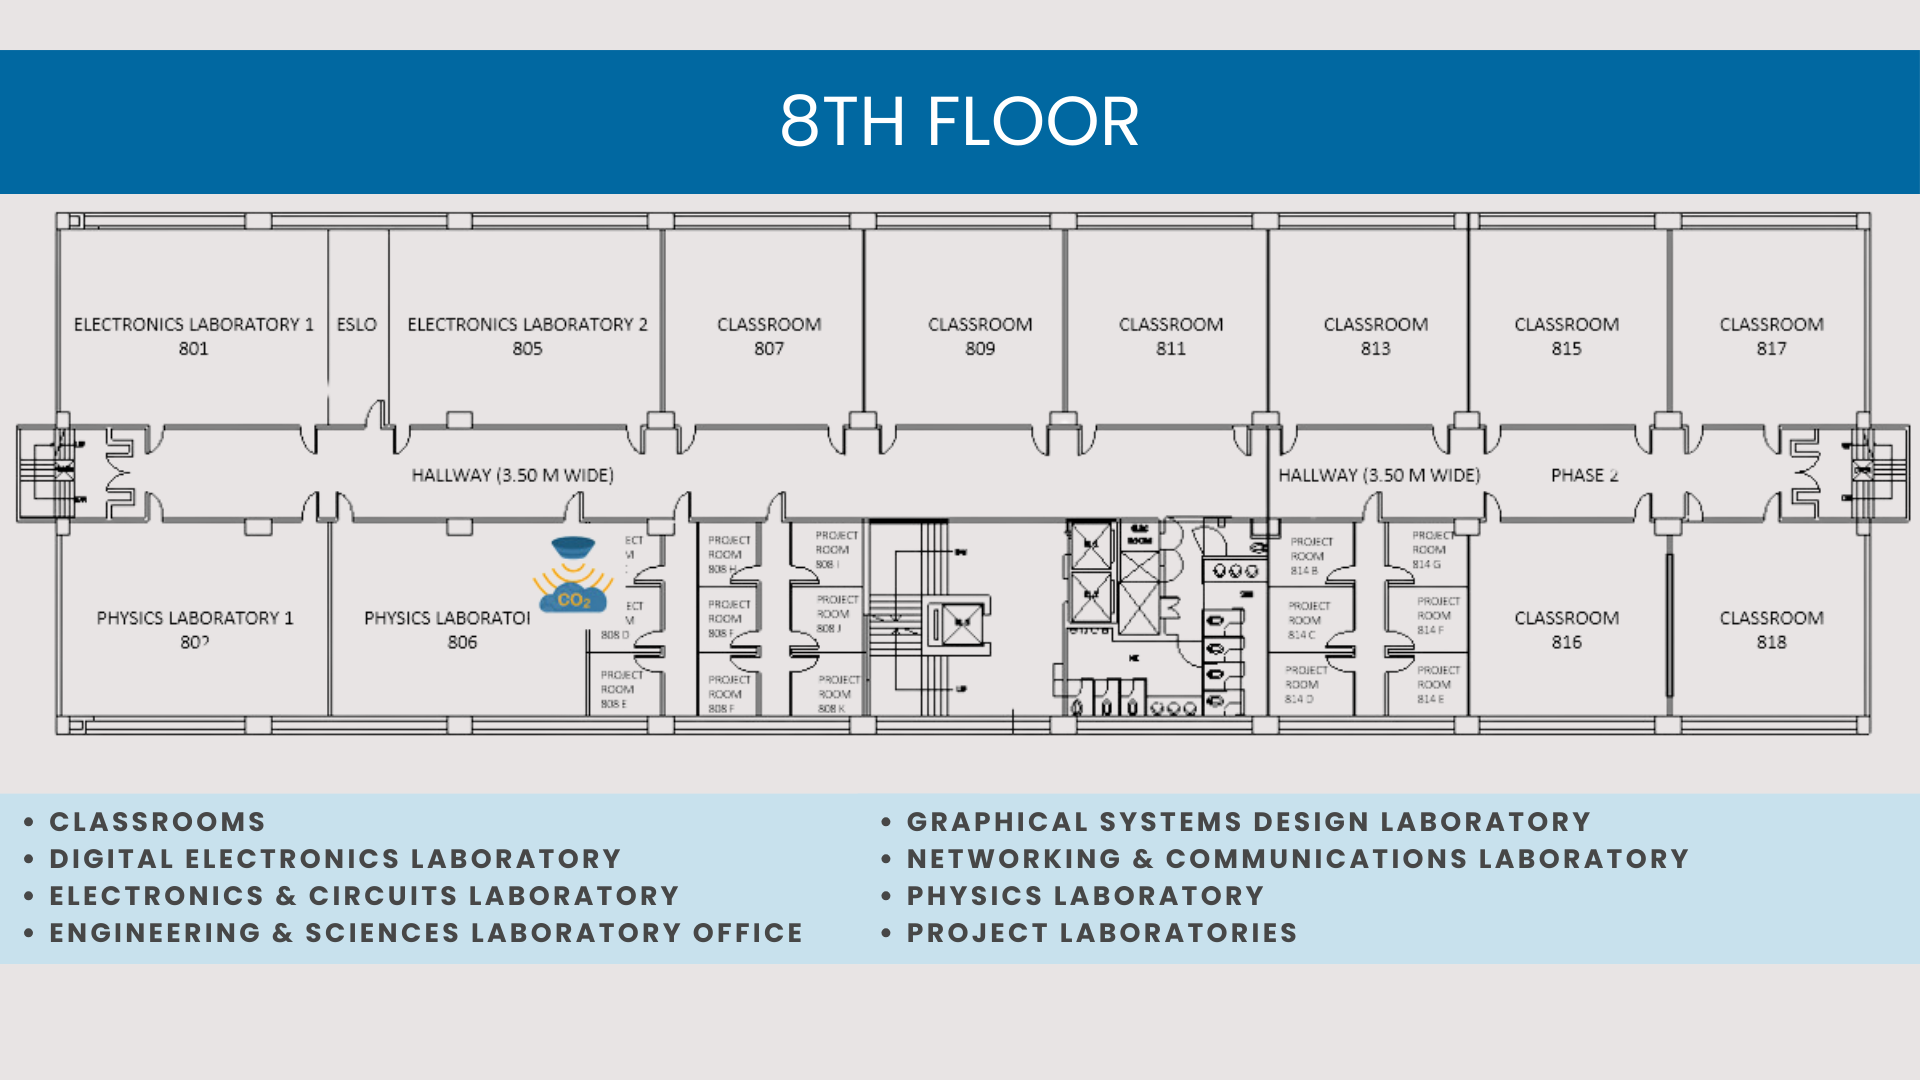 8TH FLOOR
ELECTRONICS LABORATORY 1
801
ESLO
ELECTRONICS LABORATORY 2
805
CLASSROOM
807
CLASSROOM
809
CLASSROOM
811
CLASSROOM
813
CLASSROOM
815
CLASSROOM
817
HALLWAY (3.50 M WIDE)
HALLWAY (3.50 M WIDE)
PHASE 2
PHYSICS LABORATORY 1
PHYSICS
806
CO2
ECT
M
ECT
M
808 D
PROJECT
ROOM
808 E
PROJECT
ROOM
808 H
PROJECT
ROOM
808 F
PROJECT
ROOM
808 F
PROJECT
ROOM
808 I
PROJECT
ROOM
808 J
PROJECT
ROOM
808 K
ELEC
ROOM
PROJECT
ROOM
814 B
PROJECT
ROOM
814 C
PROJECT
ROOM
814 D
PROJECT
ROOM
814 G
PROJECT
ROOM
814 F
PROJECT
ROOM
814 E
CLASSROOM
816
CLASSROOM
818
• CLASSROOMS
• DIGITAL ELECTRONICS LABORATORY
• ELECTRONICS & CIRCUITS LABORATORY
• ENGINEERING & SCIENCES LABORATORY OFFICE
• GRAPHICAL SYSTEMS DESIGN LABORATORY
• NETWORKING & COMMUNICATIONS LABORATORY
• PHYSICS LABORATORY
• PROJECT LABORATORIES